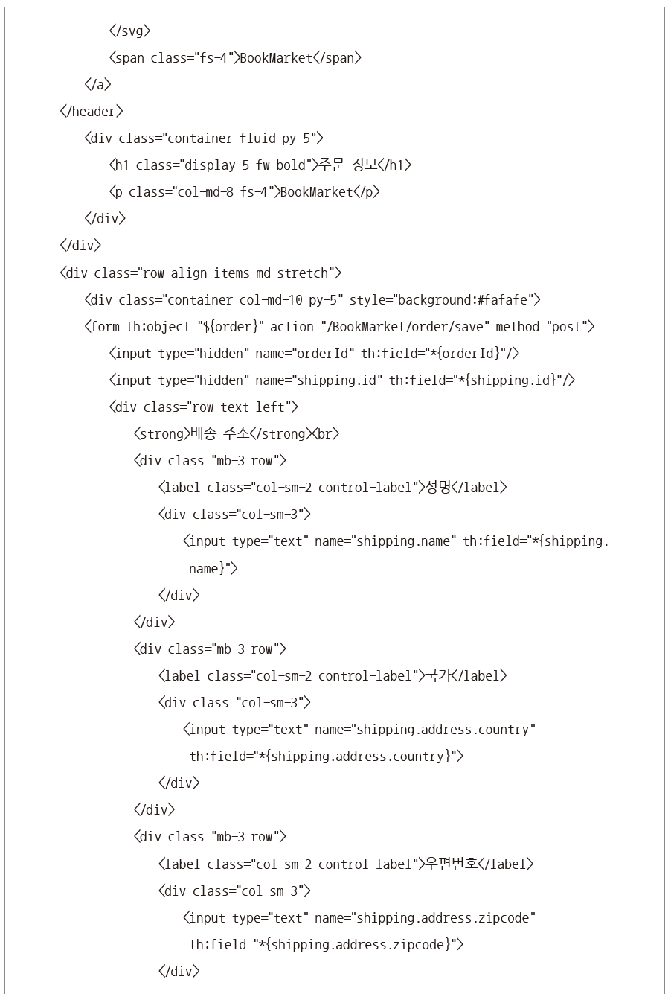 </svg>
<span class="fs-4">BookMarket</span>
</a>
</header>
<div class="container-fluid py-5">
<h1 class="display-5 fw-bold">주문 정보</h1>
<p class="col-md-8 fs-4">BookMarket</p>
</div>
</div>
<div class="row align-items-md-stretch">
<div class="container col-md-10 py-5" style="background:#fafafe">
<form th:object="${order}" action="/BookMarket/order/save" method="post">
<input type="hidden" name="orderId" th:field="*{orderId}"/>
<input type="hidden" name="shipping.id" th:field="*{shipping.id}"/>
<div class="row text-left">
<strong>배송 주소</strong><br>
<div class="mb-3 row">
<label class="col-sm-2 control-label">성명</label>
<div class="col-sm-3">
<input type="text" name="shipping.name" th:field="*{shipping.
name}">
</div>
</div>
<div class="mb-3 row">
<label class="col-sm-2 control-label">국가</label>
<div class="col-sm-3">
<input type="text" name="shipping.address.country"
th:field="*{shipping.address.country}">
</div>
</div>
<div class="mb-3 row">
<label class="col-sm-2 control-label">우편번호</label>
<div class="col-sm-3">
<input type="text" name="shipping.address.zipcode"
th:field="*{shipping.address.zipcode}">
</div>